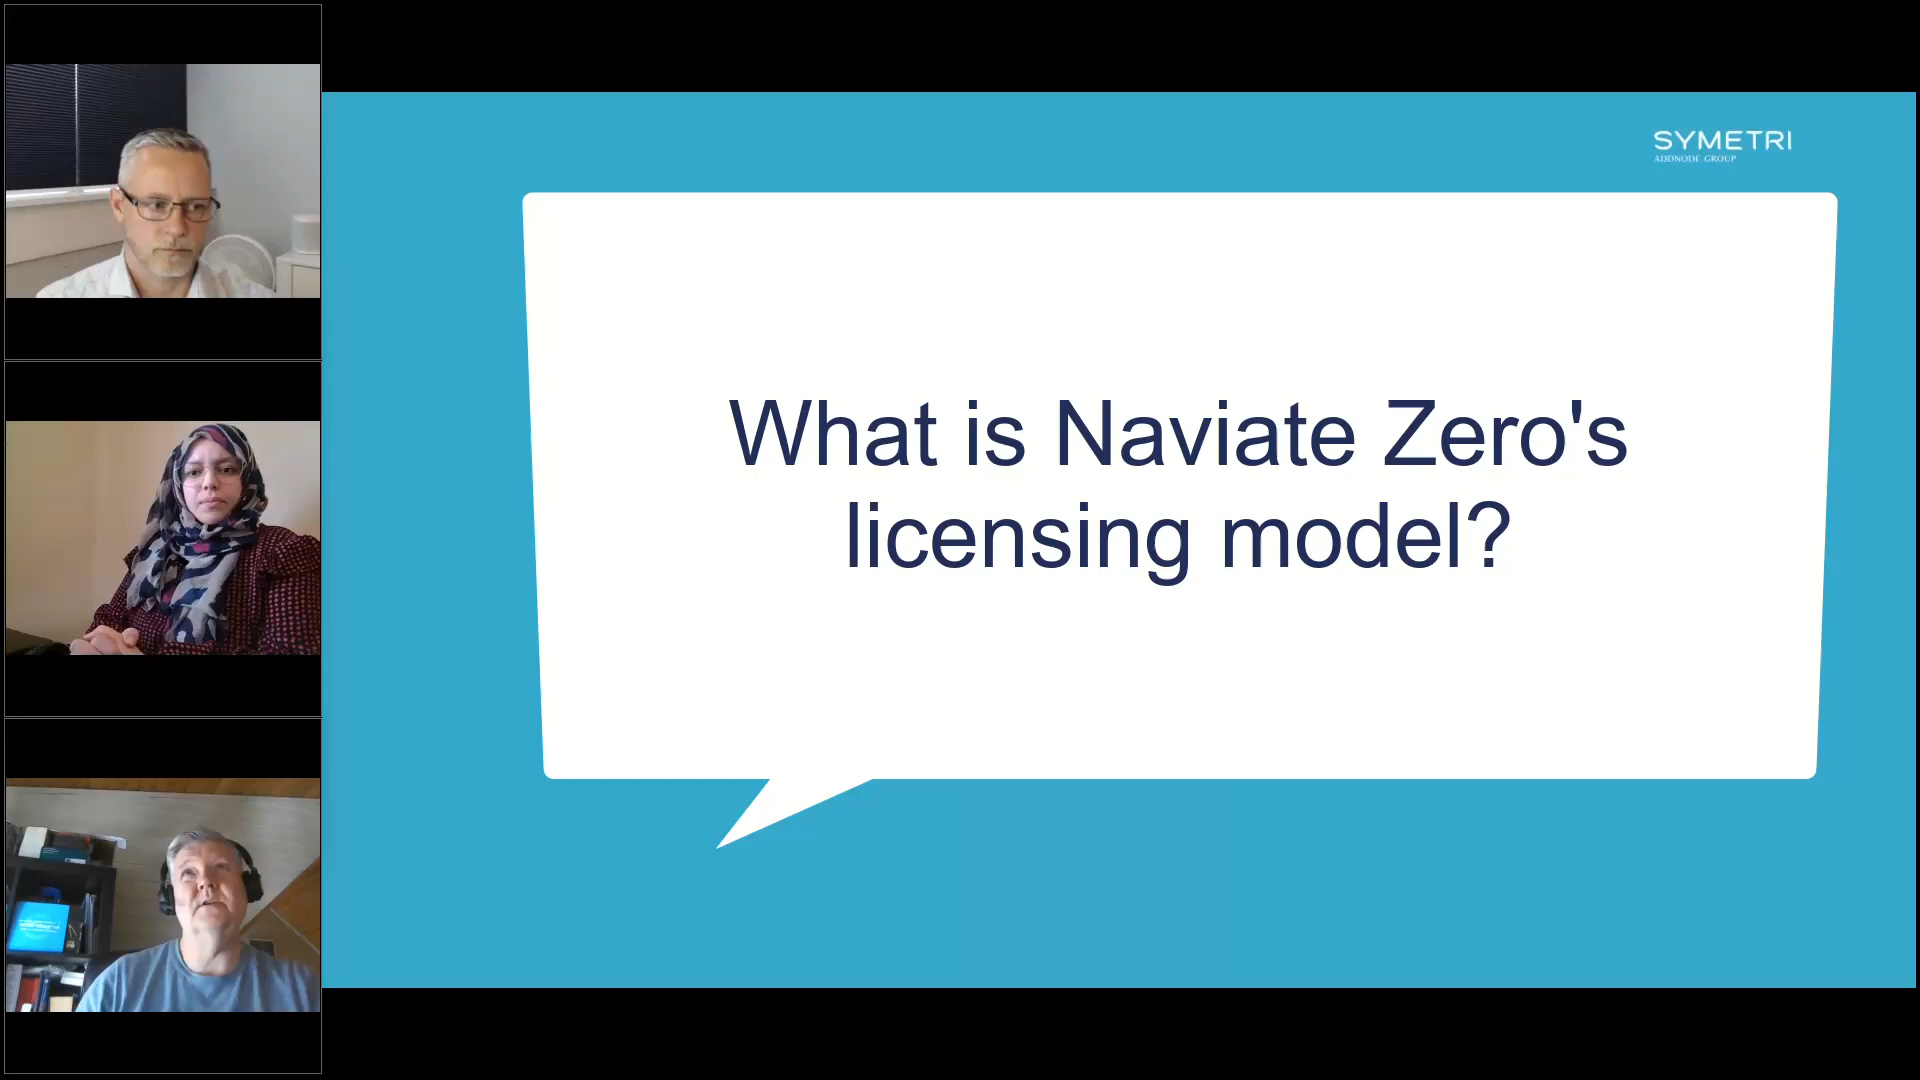 SYMETRI
ADDNODE GROUP
What is Naviate Zero's
licensing model?